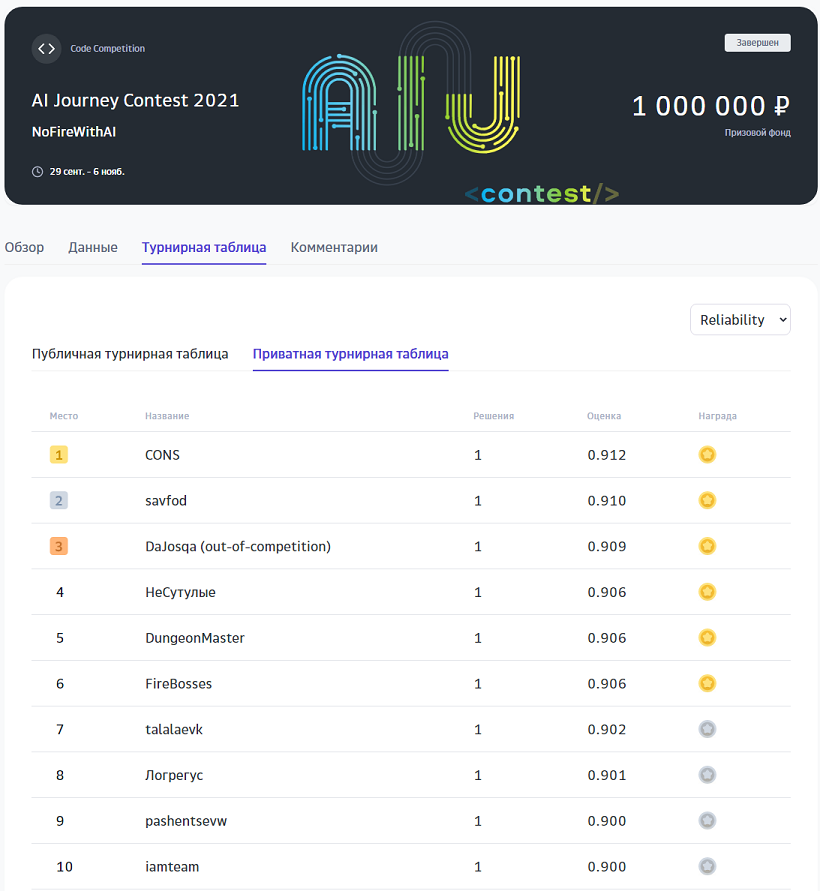 Code Competition
Завершен
AI Journey Contest 2021
NoFireWithAI
1 000 000 ₽
Призовой фонд
29 сент. - 6 нояб.
AIJ
<contest/>
Обзор Данные Турнирная таблица Комментарии
Reliability
Публичная турнирная таблица Приватная турнирная таблица
Место Название Решения Оценка Награда
1 CONS 1 0.912
2 savfod 1 0.910
3 DaJosqa (out-of-competition) 1 0.909
4 НеСутулые 1 0.906
5 DungeonMaster 1 0.906
6 FireBosses 1 0.906
7 talalaevk 1 0.902
8 Логрегус 1 0.901
9 pashentsevw 1 0.900
10 iamteam 1 0.900